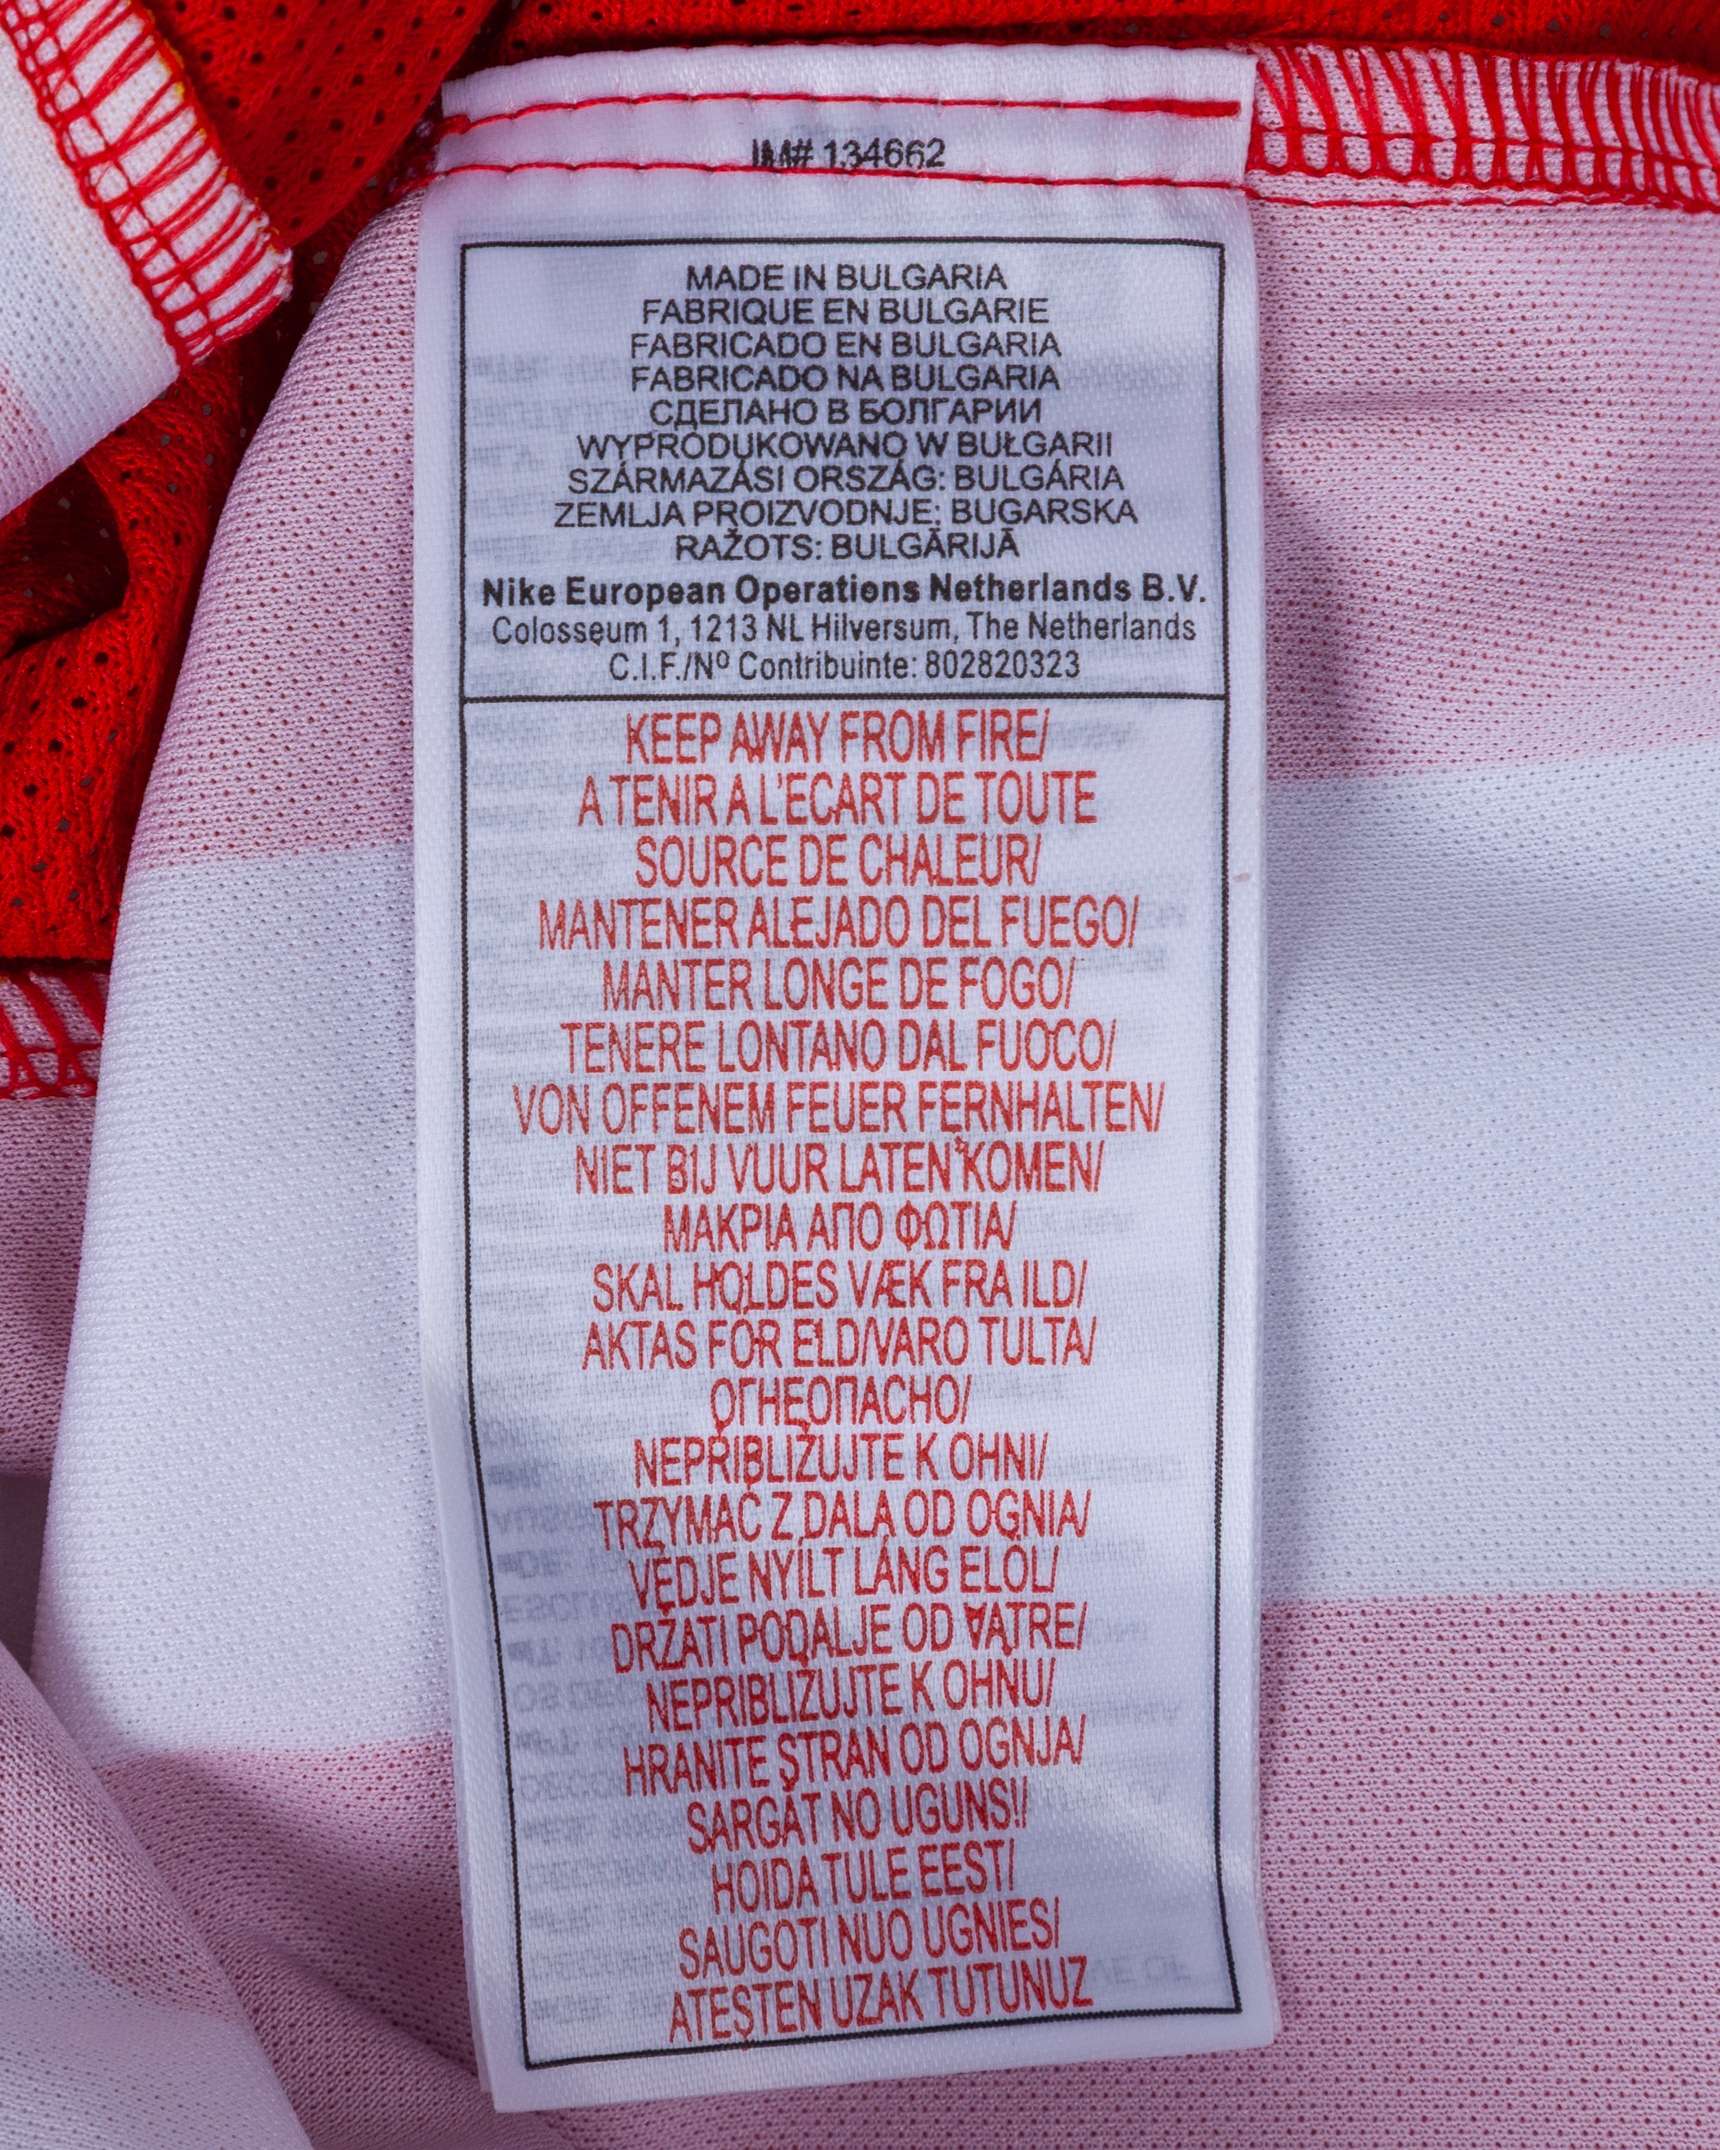 IM# 134662
MADE IN BULGARIA
FABRIQUE EN BULGARIE
FABRICADO EN BULGARIA
FABRICADO NA BULGARIA
СДЕЛАНО В БОЛГАРИИ
WYPRODUKOWANO W BUŁGARII
SZÁRMAZÁSI ORSZÁG: BULGÁRIA
ZEMLJA PROIZVODNJE: BUGARSKA
RAŽOTS: BULGĀRIJĀ
Nike European Operations Netherlands B.V.
Colosseum 1, 1213 NL Hilversum, The Netherlands
C.I.F./Nº Contribuinte: 802820323
KEEP AWAY FROM FIRE/
A TENIR A L'ECART DE TOUTE
SOURCE DE CHALEUR/
MANTENER ALEJADO DEL FUEGO/
MANTER LONGE DE FOGO/
TENERE LONTANO DAL FUOCO/
VON OFFENEM FEUER FERNHALTEN/
NIET BIJ VUUR LATEN KOMEN/
ΜΑΚΡΙΑ ΑΠΟ ΦΩΤΙΑ/
SKAL HOLDES VÆK FRA ILD/
AKTAS FÖR ELD/VARO TULTA/
ОГНЕОПАСНО/
NEPŘIBLIŽUJTE K OHNI/
TRZYMAĆ Z DALA OD OGNIA/
VÉDJE NYÍLT LÁNG ELŐL/
DRŽATI PODALJE OD VATRE/
NEPRIBLIŽUJTE K OHŇU/
HRANITE STRAN OD OGNJA/
SARGĀT NO UGUNS!/
HOIDA TULE EEST/
SAUGOTI NUO UGNIES/
ATEŞTEN UZAK TUTUNUZ